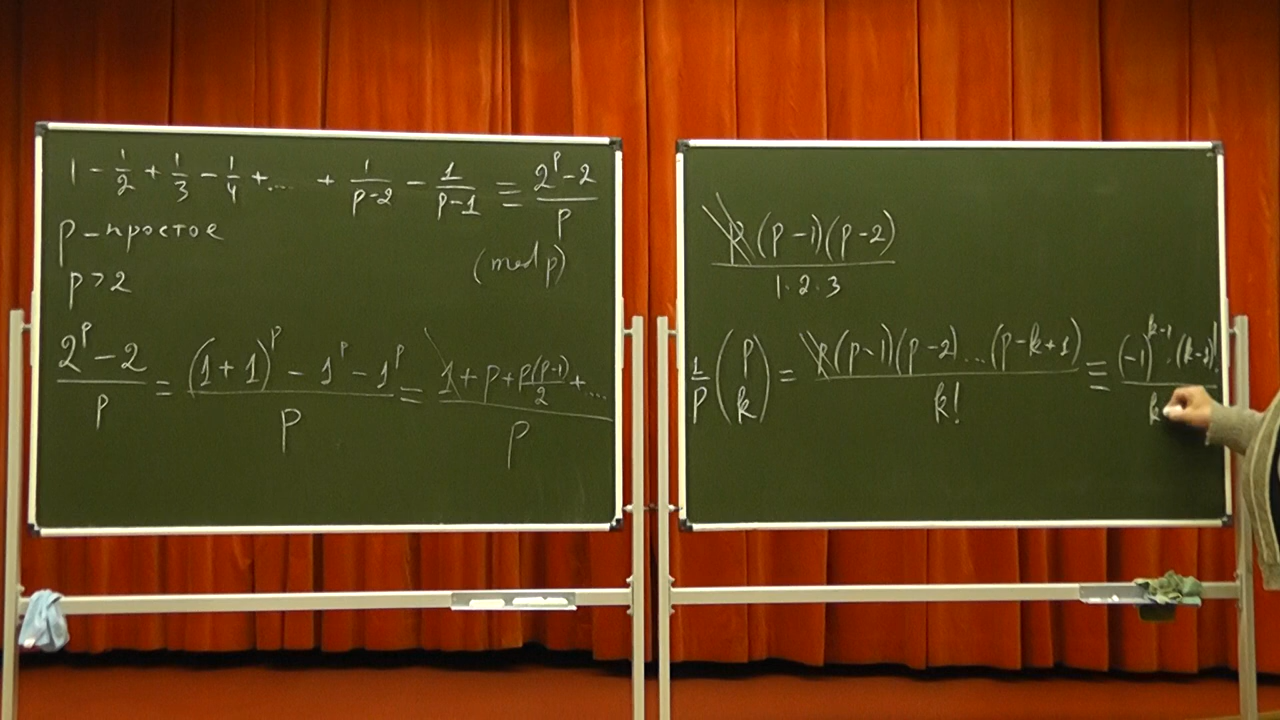 1 - 1/2 + 1/3 - 1/4 + ... + 1/(p-2) - 1/(p-1) ≡ (2^p - 2)/p
p - простое
(mod p)
p > 2
(2^p - 2)/p = ((1+1)^p - 1^p - 1^p)/p = (1 + p + p(p-1)/2 + ...)/p
p(p-1)(p-2)/(1·2·3)
1/p (p k) = p(p-1)(p-2)...(p-k+1)/k! ≡ (-1)^(k-1)·(k-1)!/k